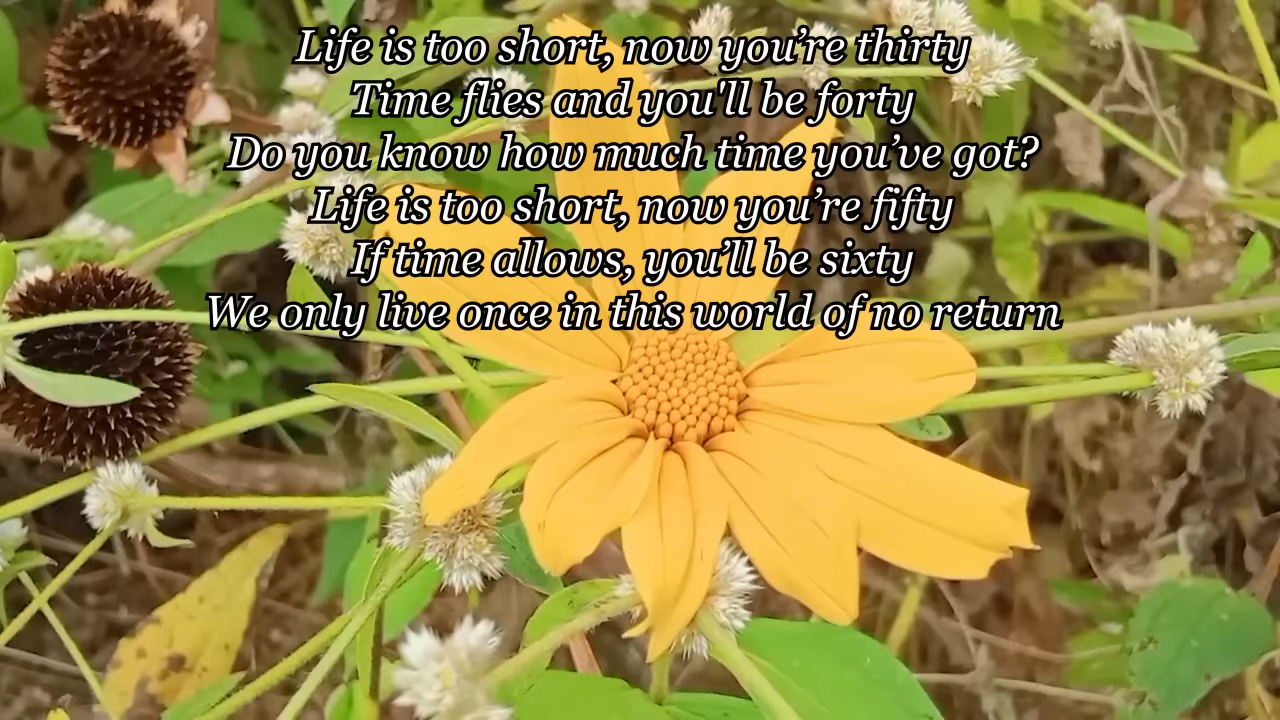 Life is too short, now you’re thirty
Time flies and you'll be forty
Do you know how much time you’ve got?
Life is too short, now you’re fifty
If time allows, you’ll be sixty
We only live once in this world of no return